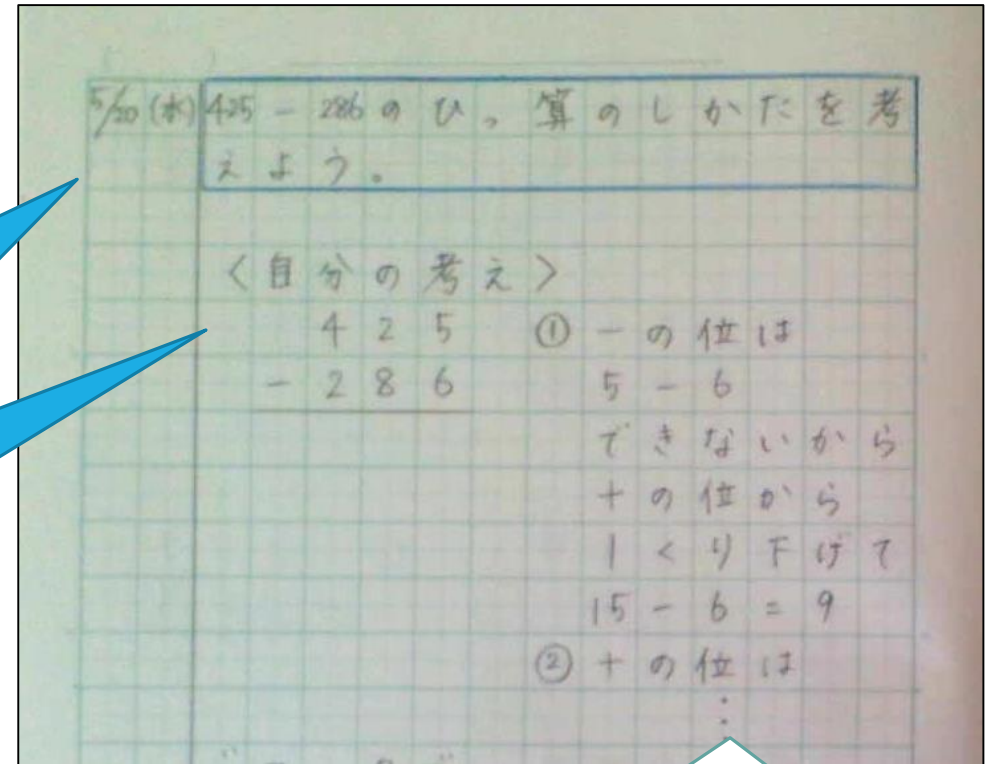 5/20(水) 425-286のひっ算のしかたを考
えよう。
〈自分の考え〉
425 ①一の位は
-286 5-6
できないから
十の位から
1くり下げて
15-6=9
②十の位は
⋮